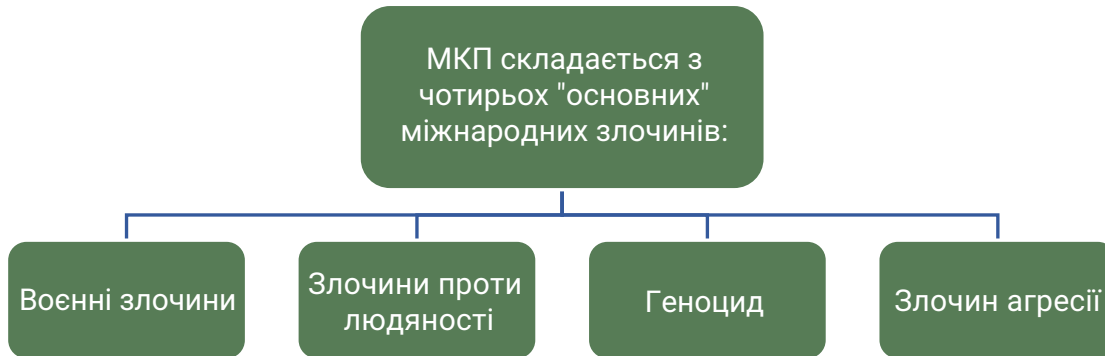 МКП складається з
чотирьох "основних"
міжнародних злочинів:
Воєнні злочини
Злочини проти
людяності
Геноцид
Злочин агресії